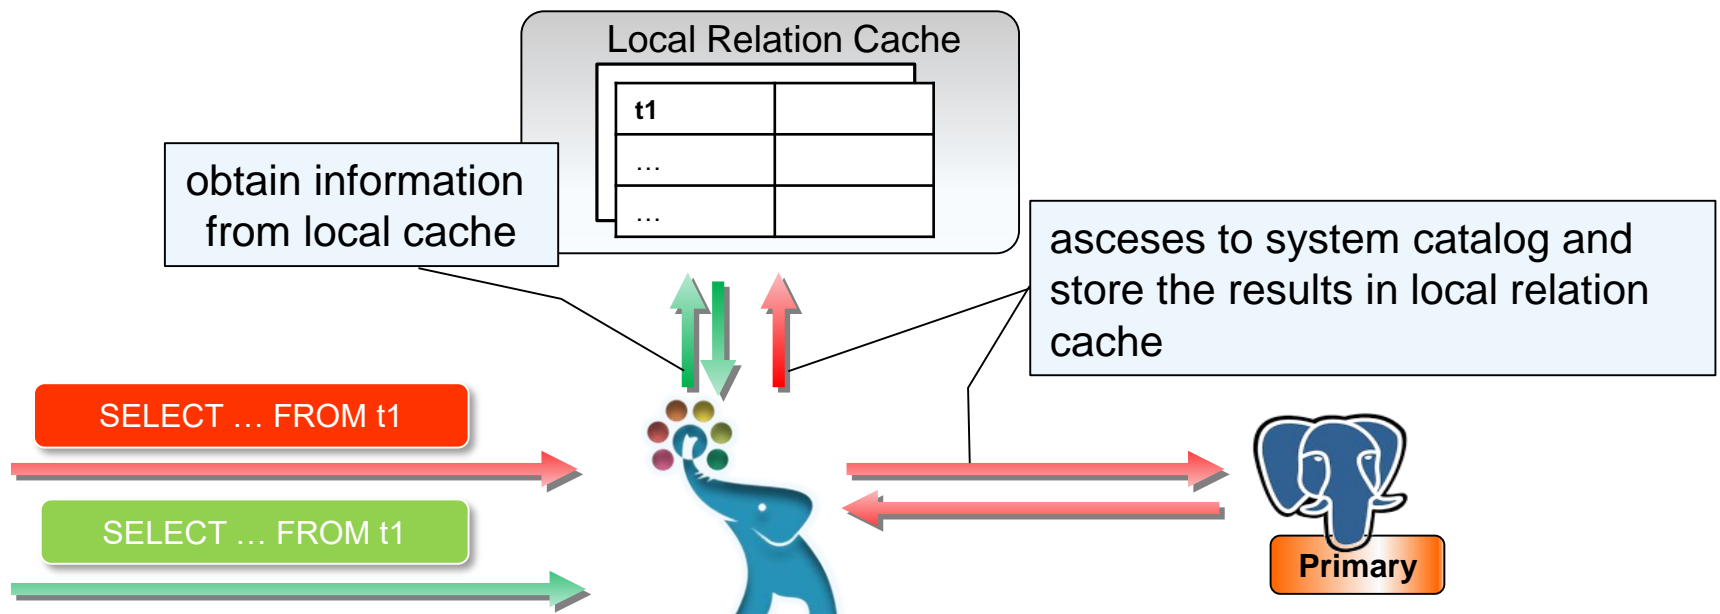 Local Relation Cache
t1
…
…
obtain information
from local cache
asceses to system catalog and
store the results in local relation
cache
SELECT … FROM t1
SELECT … FROM t1
Primary